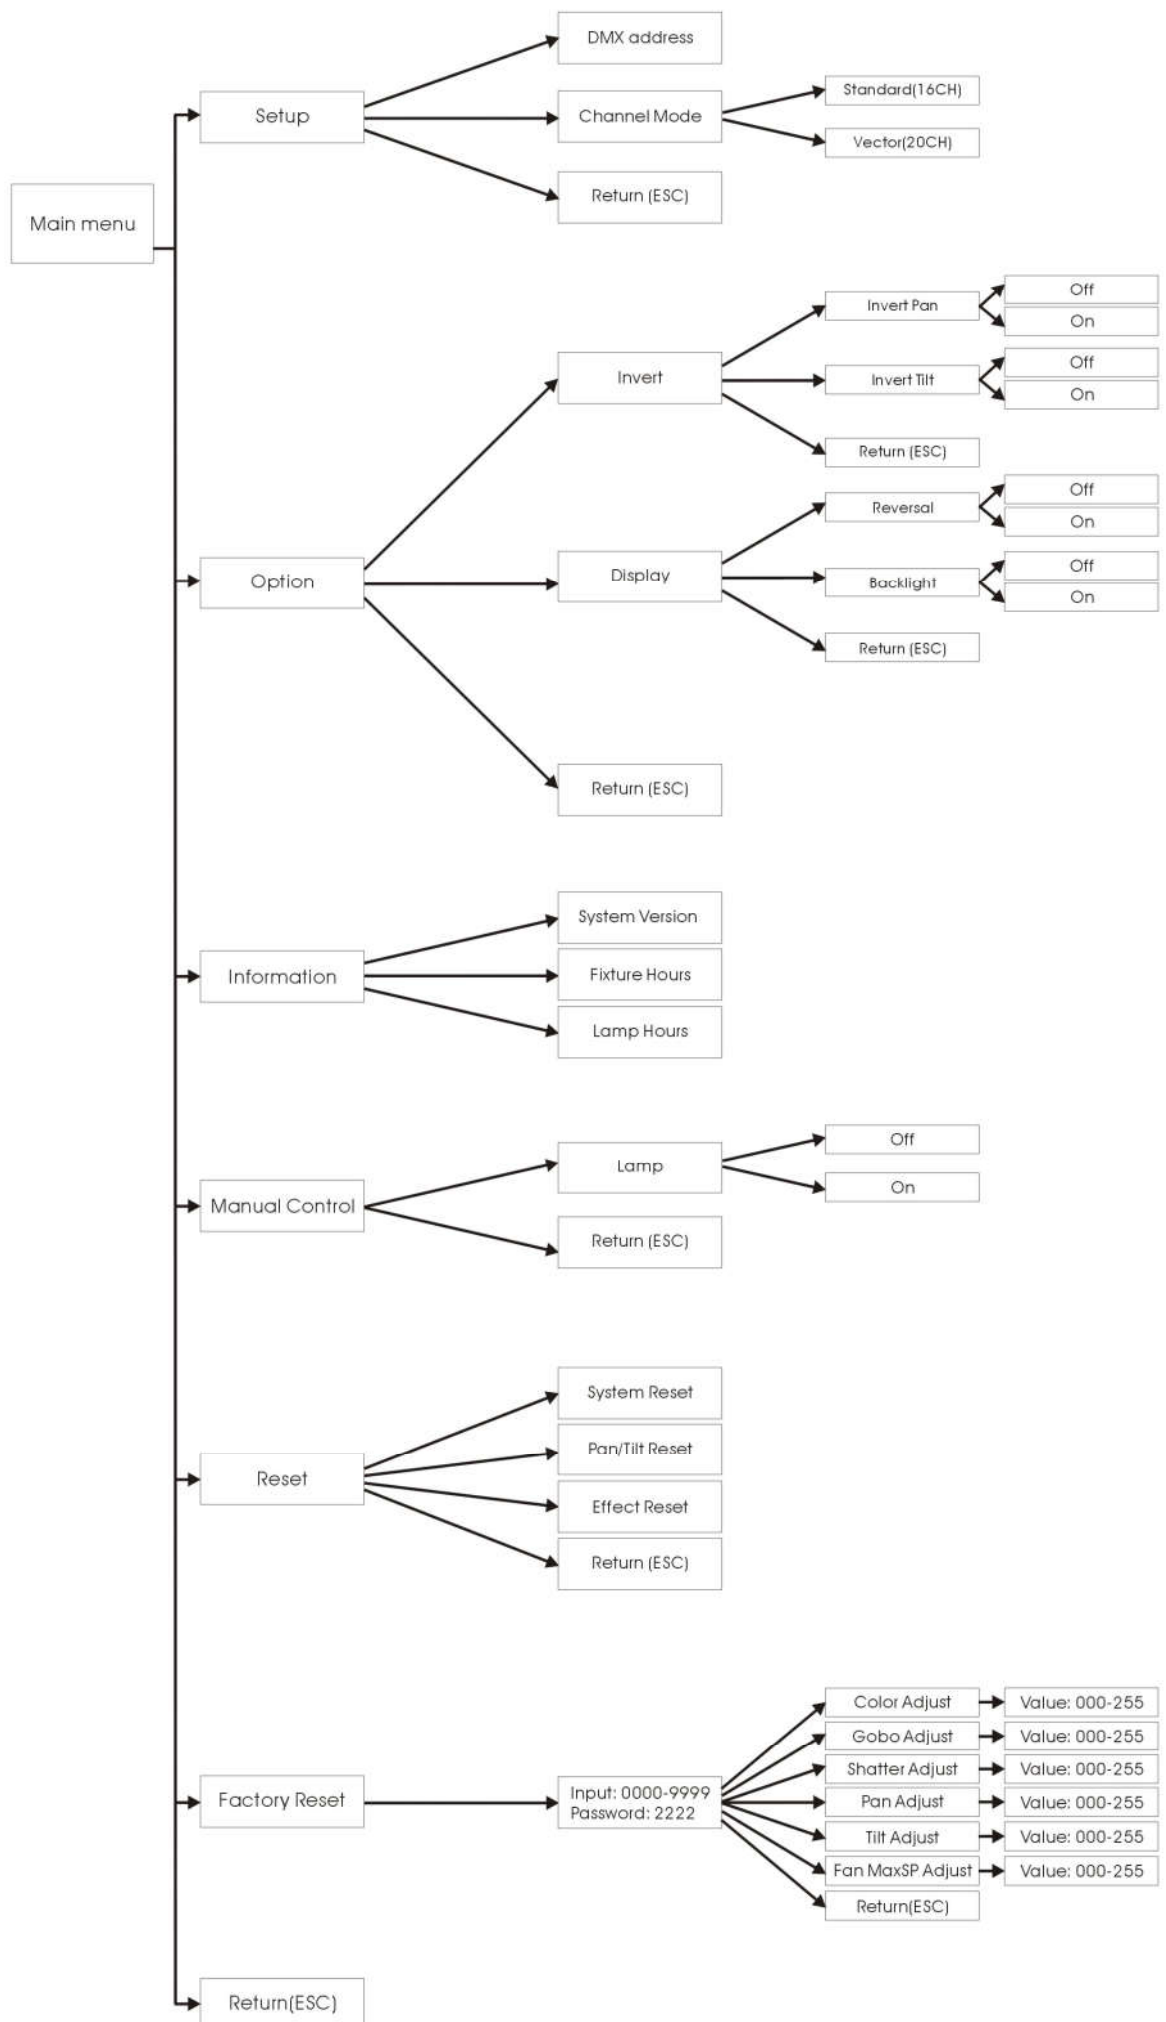 Main menu
Setup
DMX address
Channel Mode
Standard(16CH)
Vector(20CH)
Return (ESC)
Option
Invert
Invert Pan
Off
On
Invert Tilt
Off
On
Return (ESC)
Display
Reversal
Off
On
Backlight
Off
On
Return (ESC)
Return (ESC)
Information
System Version
Fixture Hours
Lamp Hours
Manual Control
Lamp
Off
On
Return (ESC)
Reset
System Reset
Pan/Tilt Reset
Effect Reset
Return (ESC)
Factory Reset
Input: 0000-9999
Password: 2222
Color Adjust
Value: 000-255
Gobo Adjust
Value: 000-255
Shatter Adjust
Value: 000-255
Pan Adjust
Value: 000-255
Tilt Adjust
Value: 000-255
Fan MaxSP Adjust
Value: 000-255
Return(ESC)
Return(ESC)